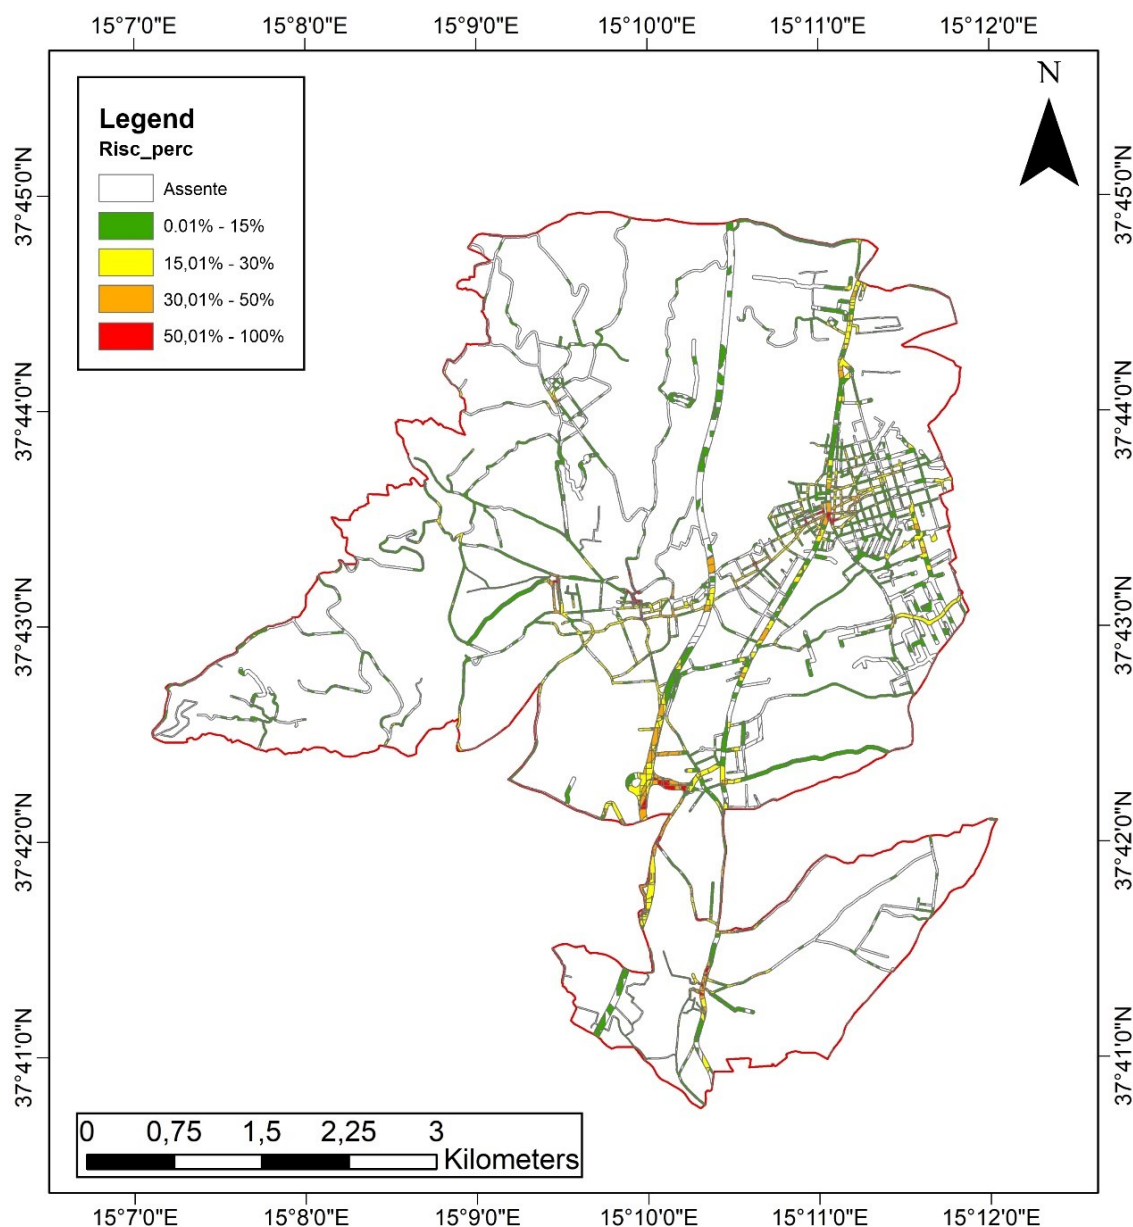 15°7'0"E 15°8'0"E 15°9'0"E 15°10'0"E 15°11'0"E 15°12'0"E
N
Legend
Risc_perc
Assente
0.01% - 15%
15,01% - 30%
30,01% - 50%
50,01% - 100%
37°45'0"N 37°45'0"N
37°44'0"N 37°44'0"N
37°43'0"N 37°43'0"N
37°42'0"N 37°42'0"N
37°41'0"N 37°41'0"N
0 0,75 1,5 2,25 3
Kilometers
15°7'0"E 15°8'0"E 15°9'0"E 15°10'0"E 15°11'0"E 15°12'0"E